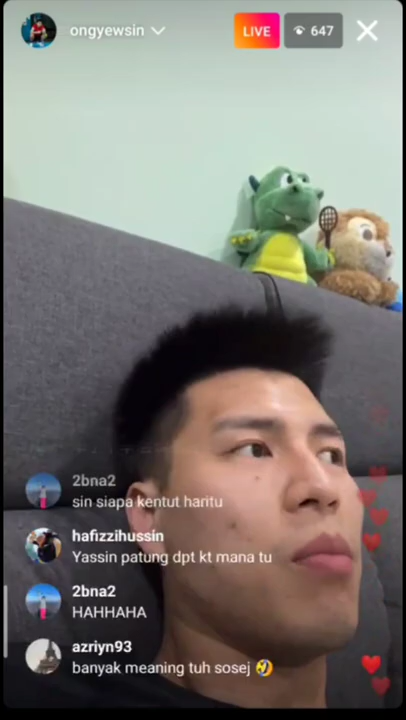 ongyewsin
LIVE
647
2bna2
sin siapa kentut haritu
hafizzihussin
Yassin patung dpt kt mana tu
2bna2
HAHHAHA
azriyn93
banyak meaning tuh sosej 🤣